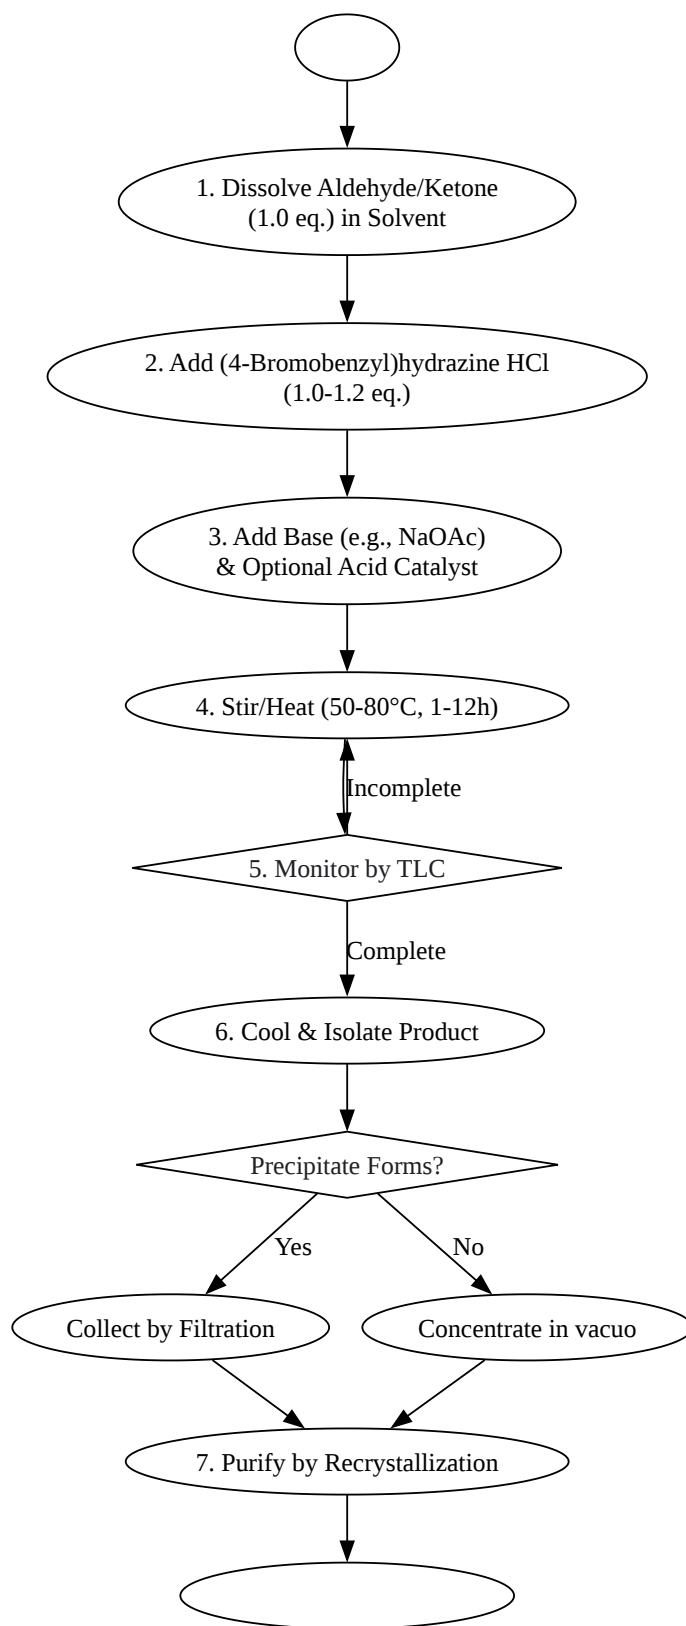 1. Dissolve Aldehyde/Ketone
(1.0 eq.) in Solvent
2. Add (4-Bromobenzyl)hydrazine HCl
(1.0-1.2 eq.)
3. Add Base (e.g., NaOAc)
& Optional Acid Catalyst
4. Stir/Heat (50-80°C, 1-12h)
Incomplete
5. Monitor by TLC
Complete
6. Cool & Isolate Product
Precipitate Forms?
Yes
No
Collect by Filtration
Concentrate in vacuo
7. Purify by Recrystallization